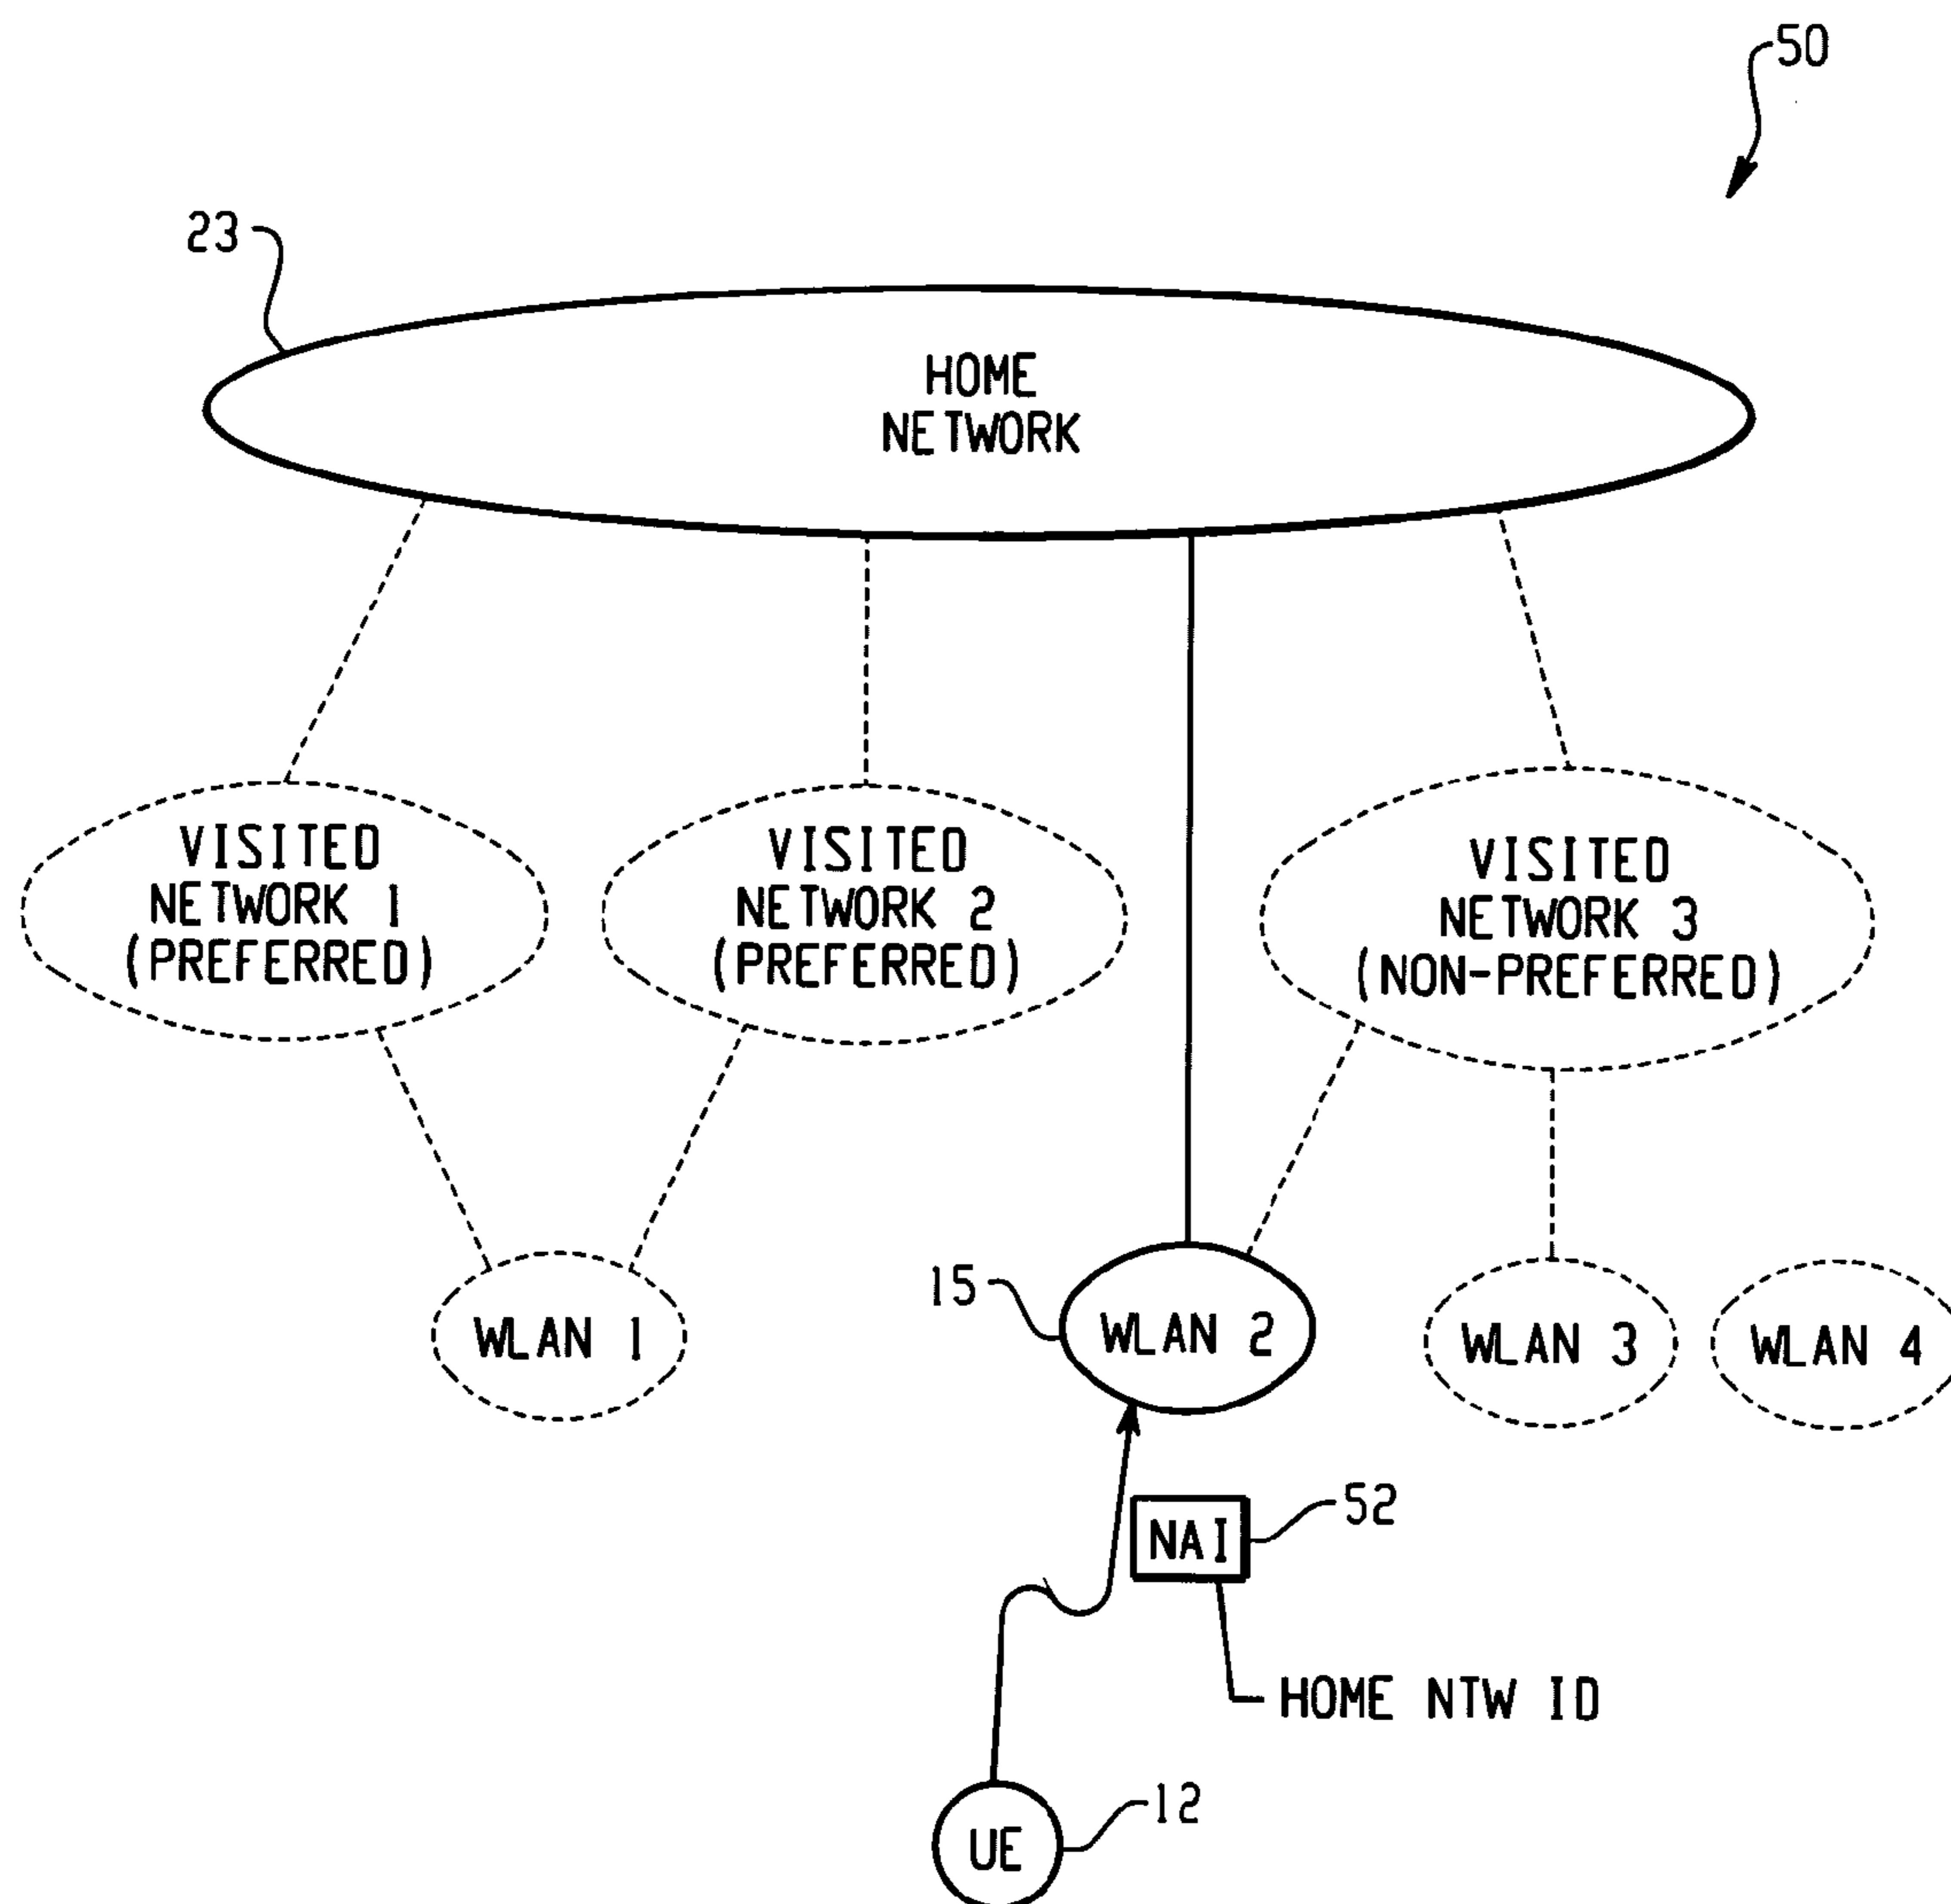 50
23
HOME
NETWORK
VISITED
NETWORK 1
(PREFERRED)
VISITED
NETWORK 2
(PREFERRED)
VISITED
NETWORK 3
(NON-PREFERRED)
WLAN 1
15
WLAN 2
WLAN 3
WLAN 4
NAI
52
HOME NTW ID
UE
12